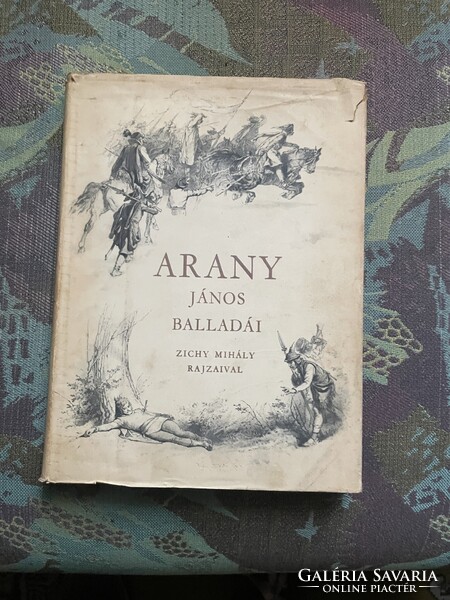 ARANY
JÁNOS
BALLADÁI
ZICHY MIHÁLY
RAJZAIVAL
GALÉRIA SAVARIA
ONLINE PIACTÉR